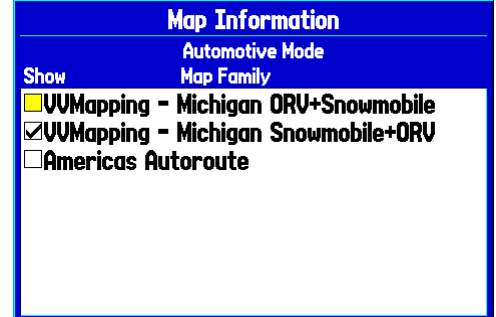 Map Information
Automotive Mode
Show Map Family
VVMapping - Michigan ORV+Snowmobile
VVMapping - Michigan Snowmobile+ORV
Americas Autoroute